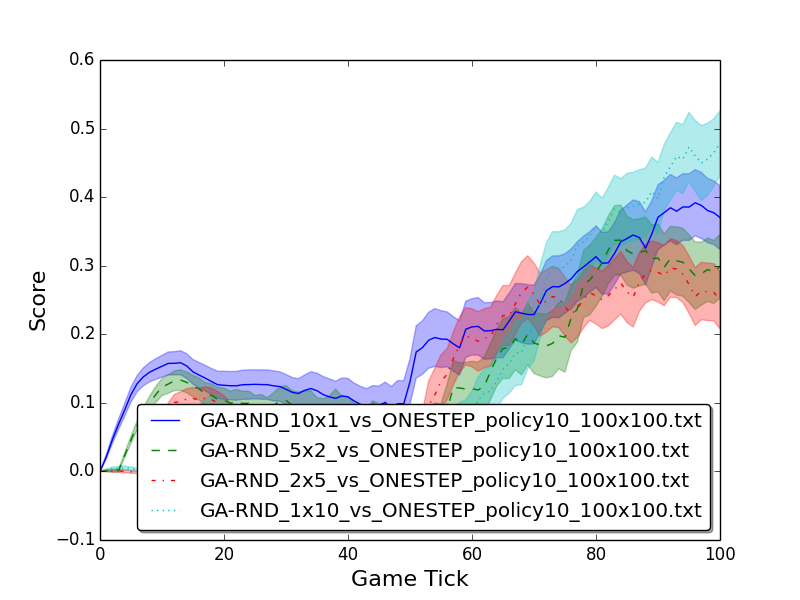 0.6
0.5
0.4
0.3
0.2
0.1
0.0
−0.1
Score
GA-RND_10x1_vs_ONESTEP_policy10_100x100.txt
GA-RND_5x2_vs_ONESTEP_policy10_100x100.txt
GA-RND_2x5_vs_ONESTEP_policy10_100x100.txt
GA-RND_1x10_vs_ONESTEP_policy10_100x100.txt
0 20 40 60 80 100
Game Tick